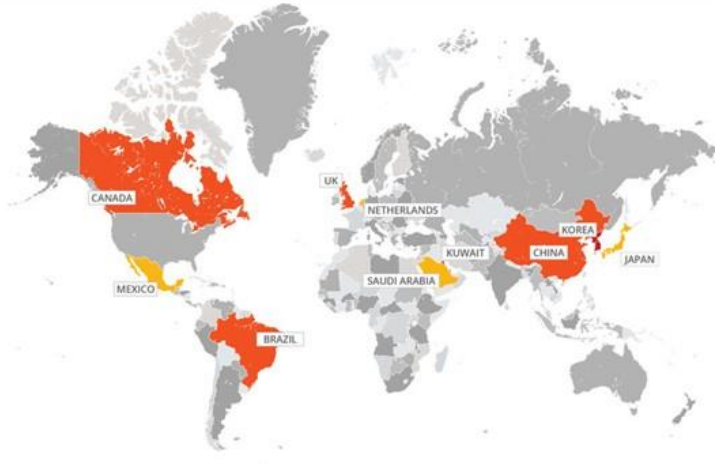 UK
CANADA
NETHERLANDS
KOREA
KUWAIT
CHINA
JAPAN
SAUDI ARABIA
MEXICO
BRAZIL